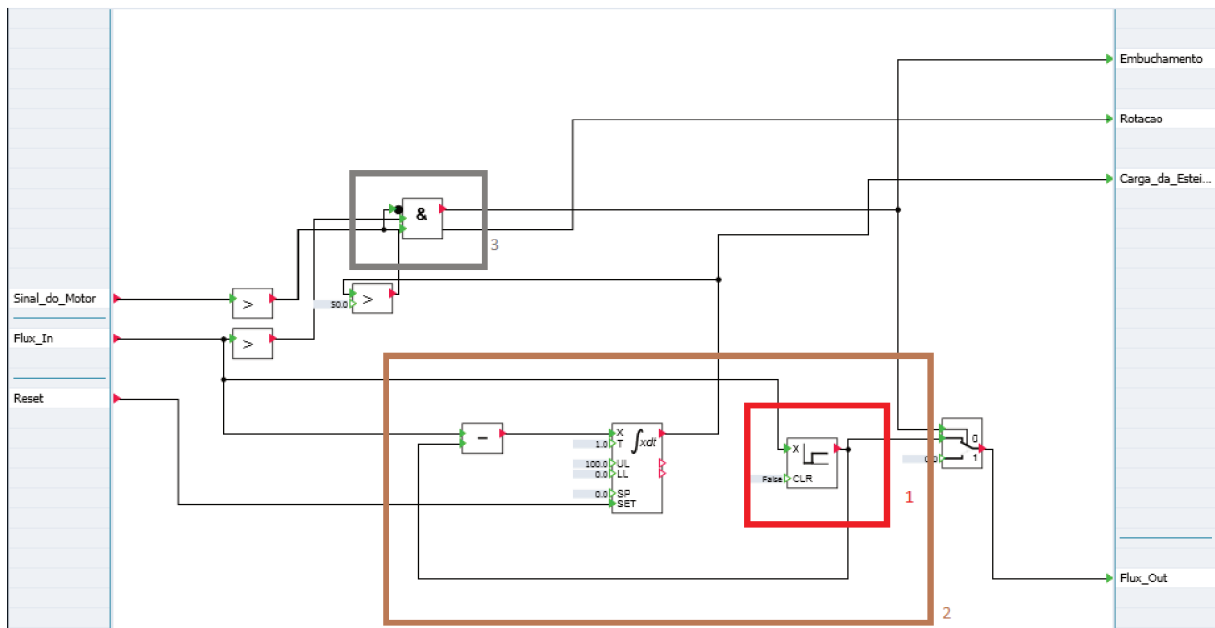 Embuchamento
Rotacao
Carga_da_Estei...
&
3
Sinal_do_Motor
>
50.0
>
Flux_In
>
Reset
−
X
1.0
T
∫xdt
100.0
UL
0.0
LL
0.0
SP
SET
X
False
CLR
1
0
0.0
1
Flux_Out
2